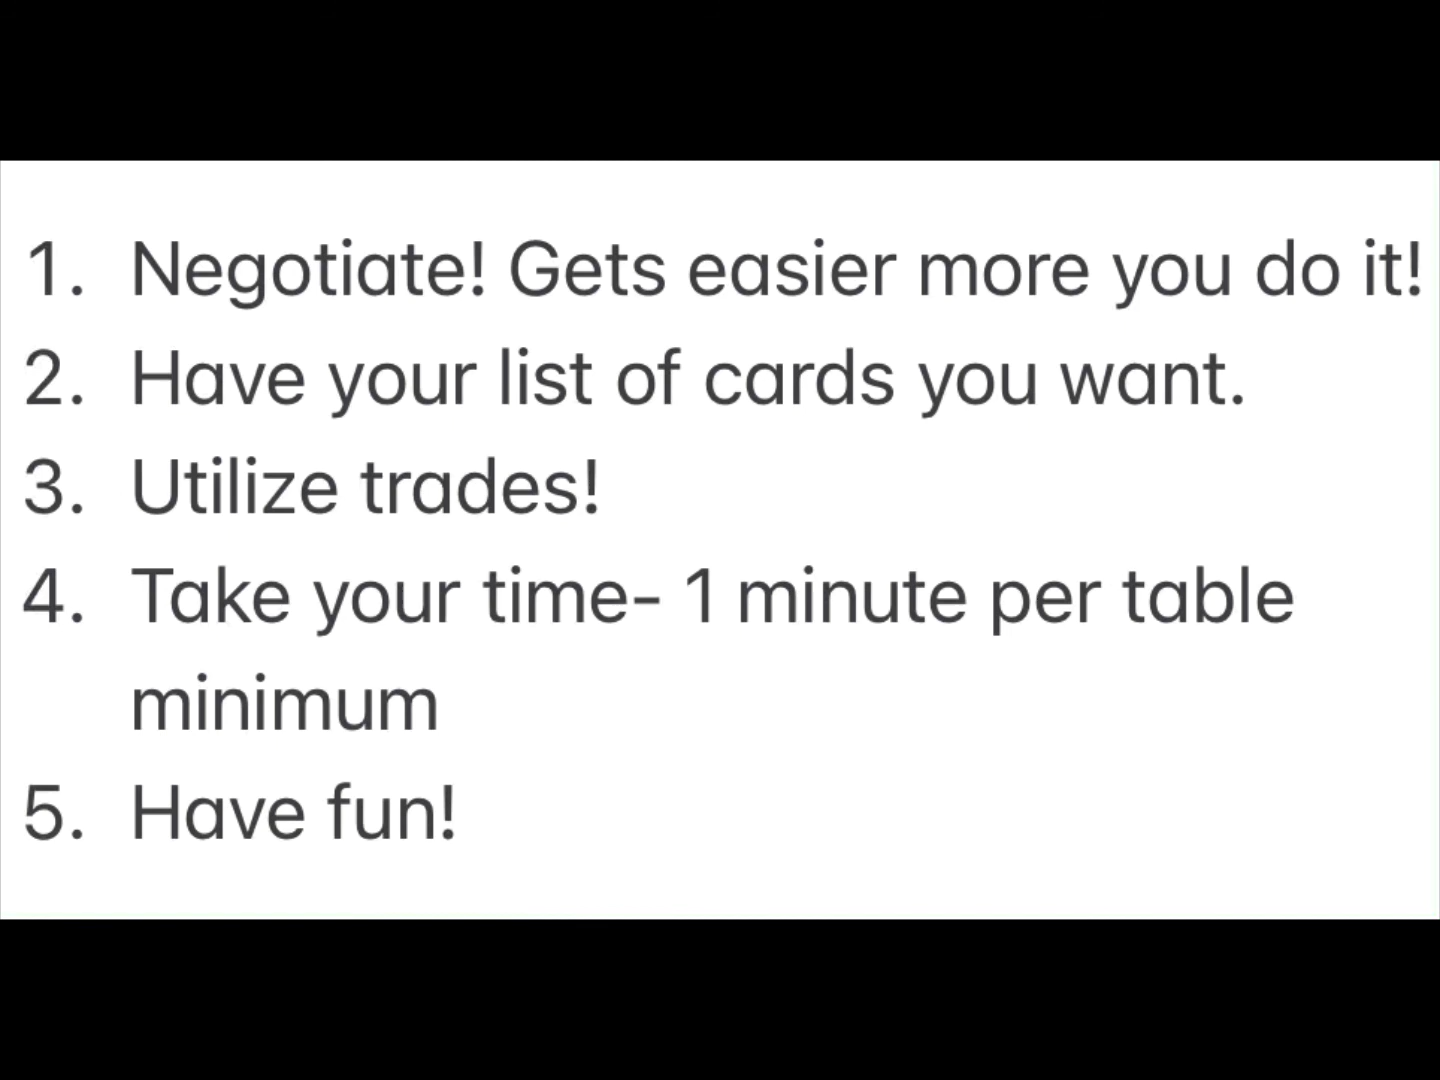 1. Negotiate! Gets easier more you do it!
2. Have your list of cards you want.
3. Utilize trades!
4. Take your time- 1 minute per table
minimum
5. Have fun!